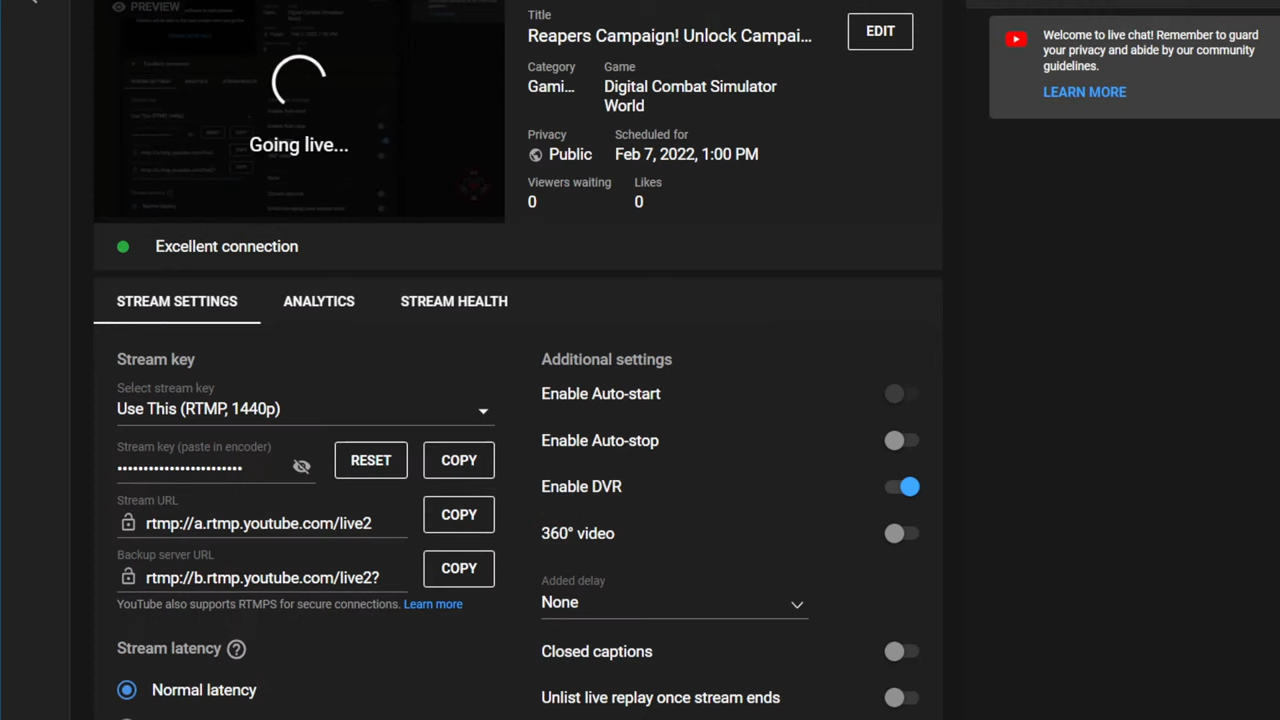 PREVIEW
Going live...
Excellent connection
Title
Reapers Campaign! Unlock Campai...
EDIT
Category
Gami...
Game
Digital Combat Simulator
World
Privacy
Public
Scheduled for
Feb 7, 2022, 1:00 PM
Viewers waiting
0
Likes
0
Welcome to live chat! Remember to guard
your privacy and abide by our community
guidelines.
LEARN MORE
STREAM SETTINGS
ANALYTICS
STREAM HEALTH
Stream key
Select stream key
Use This (RTMP, 1440p)
Stream key (paste in encoder)
••••••••••••••••••••••••
RESET
COPY
Stream URL
rtmp://a.rtmp.youtube.com/live2
COPY
Backup server URL
rtmp://b.rtmp.youtube.com/live2?
COPY
YouTube also supports RTMPS for secure connections. Learn more
Stream latency
Normal latency
Additional settings
Enable Auto-start
Enable Auto-stop
Enable DVR
360° video
Added delay
None
Closed captions
Unlist live replay once stream ends